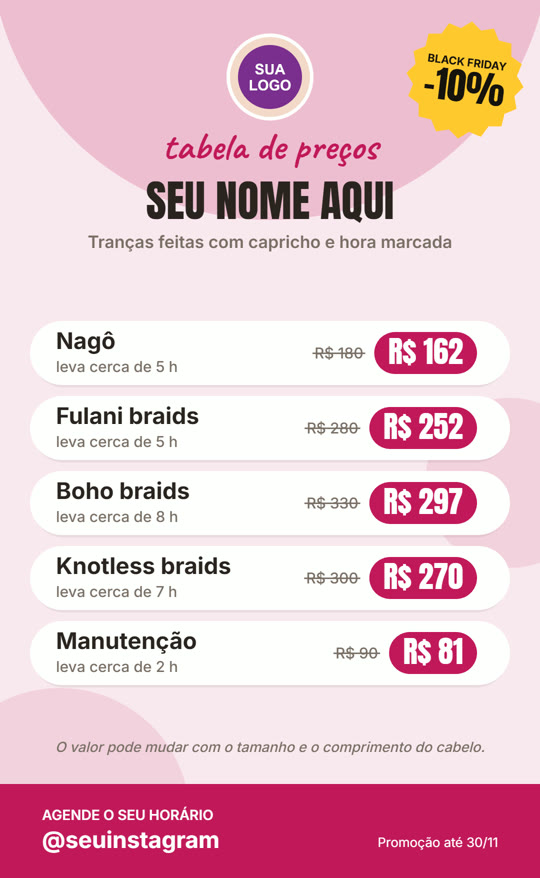 SUA
LOGO
BLACK FRIDAY
-10%
tabela de preços
SEU NOME AQUI
Tranças feitas com capricho e hora marcada
Nagô
leva cerca de 5 h
R$ 180
R$ 162
Fulani braids
leva cerca de 5 h
R$ 280
R$ 252
Boho braids
leva cerca de 8 h
R$ 330
R$ 297
Knotless braids
leva cerca de 7 h
R$ 300
R$ 270
Manutenção
leva cerca de 2 h
R$ 90
R$ 81
O valor pode mudar com o tamanho e o comprimento do cabelo.
AGENDE O SEU HORÁRIO
@seuinstagram
Promoção até 30/11